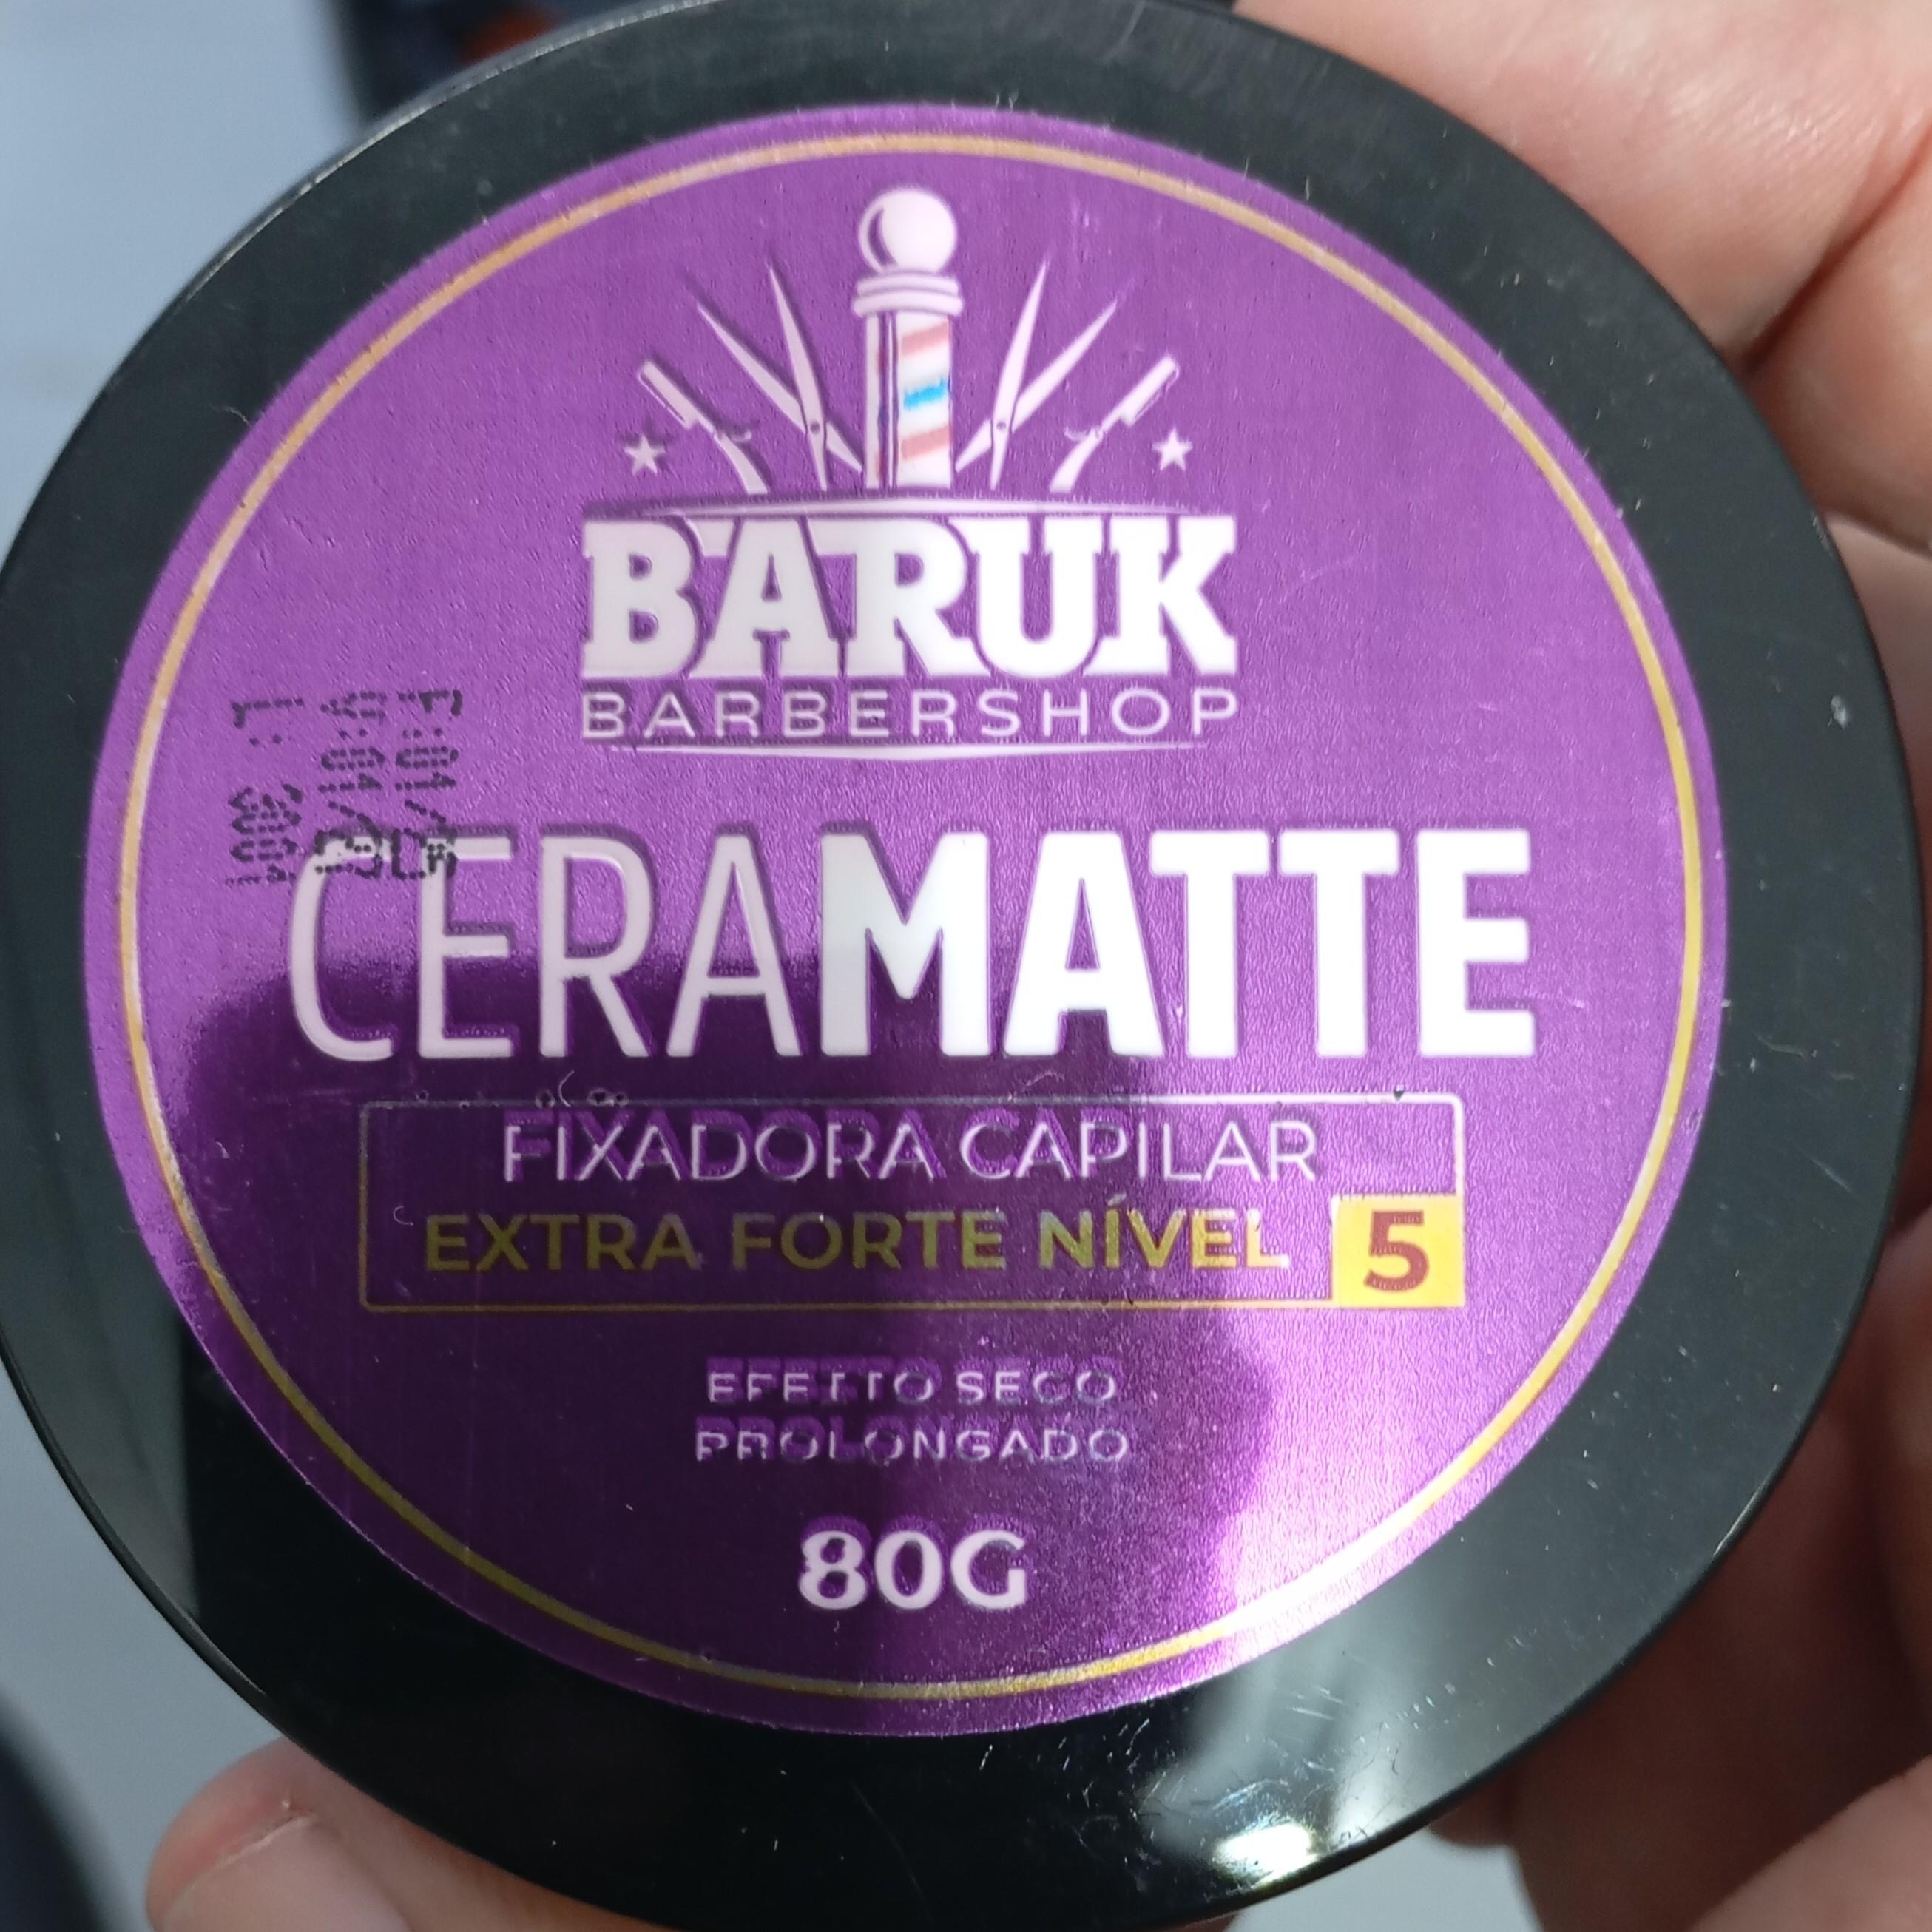 BARUK
BARBERSHOP
CERAMATTE
FIXADORA CAPILAR
EXTRA FORTE NÍVEL 5
EFEITO SECO
PROLONGADO
80G